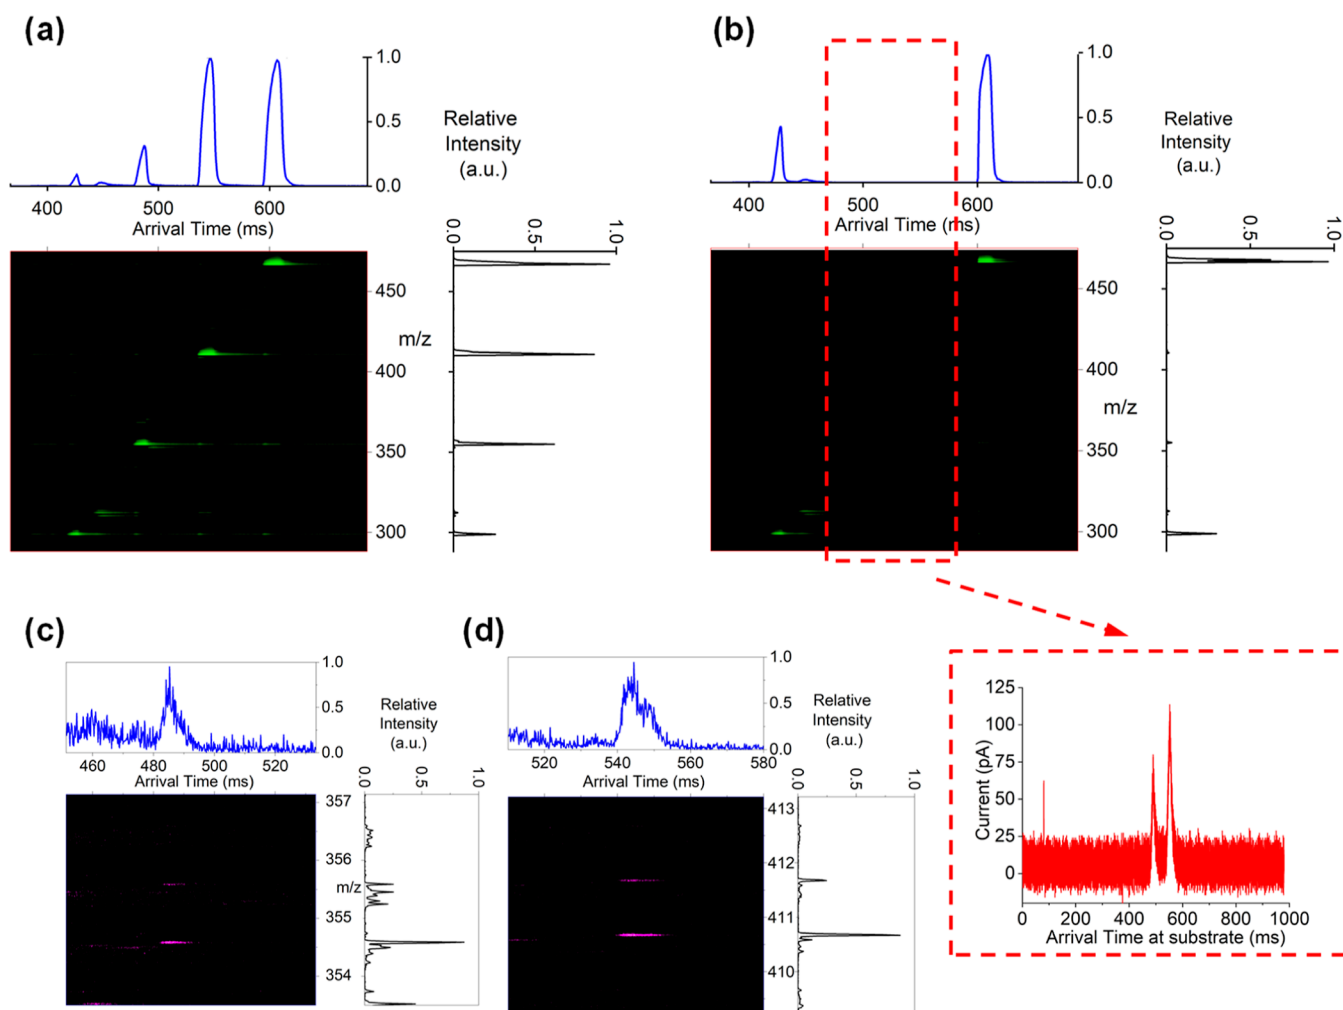 (a)
1.0
0.5
0.0
400
500
600
Arrival Time (ms)
Relative
Intensity
(a.u.)
0.0
0.5
1.0
450
m/z
400
350
300
(b)
1.0
0.5
0.0
400
500
600
Arrival Time (ms)
Relative
Intensity
(a.u.)
0.0
0.5
1.0
450
400
m/z
350
300
(c)
1.0
0.5
0.0
460
480
500
520
Arrival Time (ms)
Relative
Intensity
(a.u.)
0.0
0.5
1.0
357
356
m/z
355
354
(d)
1.0
0.5
0.0
520
540
560
580
Arrival Time (ms)
Relative
Intensity
(a.u.)
0.0
0.5
1.0
413
412
411
410
125
100
75
50
25
0
Current (pA)
0
200
400
600
800
1000
Arrival Time at substrate (ms)